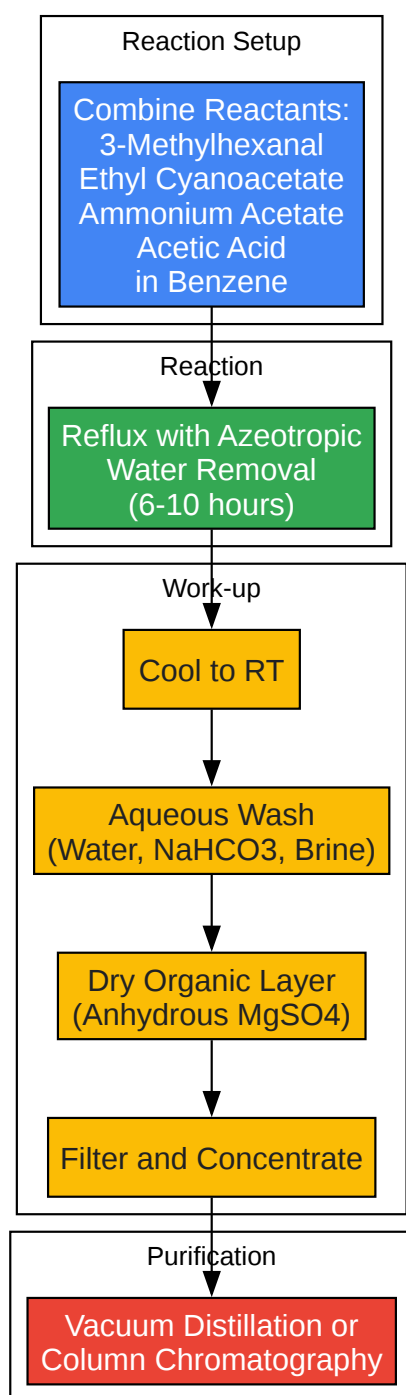 Reaction Setup
Combine Reactants:
3-Methylhexanal
Ethyl Cyanoacetate
Ammonium Acetate
Acetic Acid
in Benzene
Reaction
Reflux with Azeotropic
Water Removal
(6-10 hours)
Work-up
Cool to RT
Aqueous Wash
(Water, NaHCO3, Brine)
Dry Organic Layer
(Anhydrous MgSO4)
Filter and Concentrate
Purification
Vacuum Distillation or
Column Chromatography